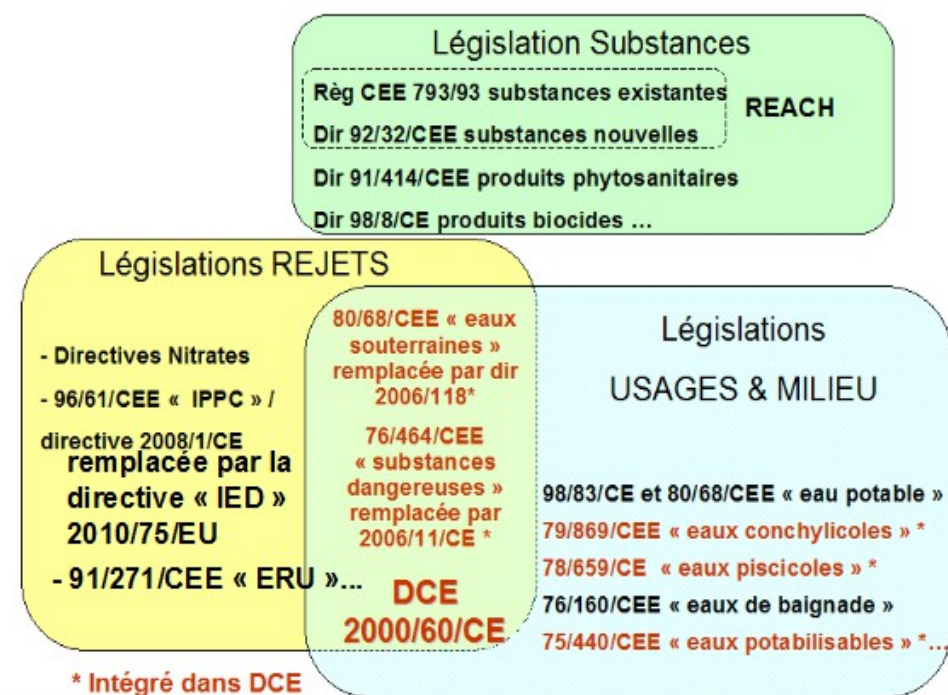 Législation Substances
Règ CEE 793/93 substances existantes
REACH
Dir 92/32/CEE substances nouvelles
Dir 91/414/CEE produits phytosanitaires
Dir 98/8/CE produits biocides ...
Législations REJETS
- Directives Nitrates
- 96/61/CEE « IPPC » /
directive 2008/1/CE
remplacée par la
directive « IED »
2010/75/EU
- 91/271/CEE « ERU »...
80/68/CEE « eaux
souterraines »
remplacée par dir
2006/118*
76/464/CEE
« substances
dangereuses »
remplacée par
2006/11/CE *
DCE
2000/60/CE
Législations
USAGES & MILIEU
98/83/CE et 80/68/CEE « eau potable »
79/869/CEE « eaux conchylicoles » *
78/659/CE « eaux piscicoles » *
76/160/CEE « eaux de baignade »
75/440/CEE « eaux potabilisables » *...
* Intégré dans DCE